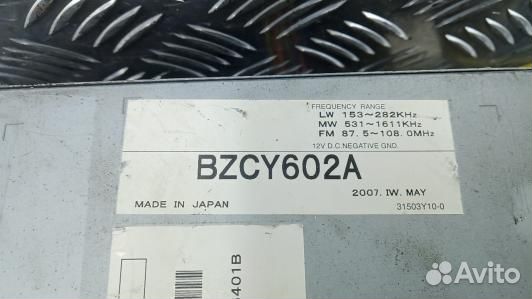 FREQUENCY RANGE
LW 153~282KHz
MW 531~1611KHz
FM 87.5~108.0MHz
12V D.C.NEGATIVE GND.
BZCY602A
2007. IW. MAY
MADE IN JAPAN
31503Y10-0
401B
Avito